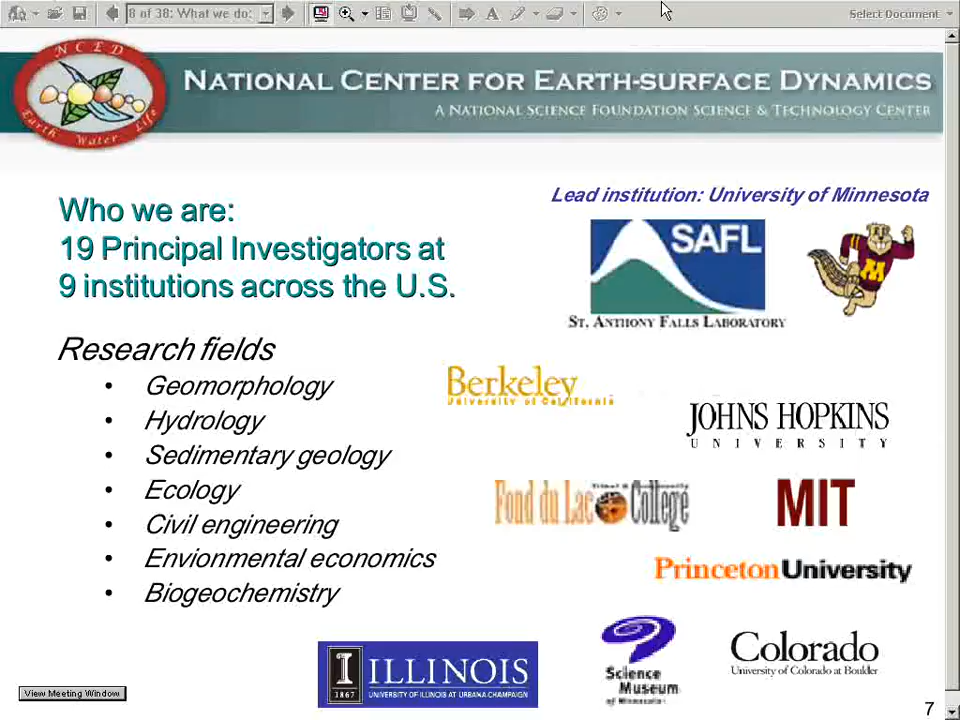 8 of 38: What we do:
Select Document
NCED
Earth Water Life
NATIONAL CENTER FOR EARTH-SURFACE DYNAMICS
A NATIONAL SCIENCE FOUNDATION SCIENCE & TECHNOLOGY CENTER
Lead institution: University of Minnesota
Who we are:
19 Principal Investigators at
9 institutions across the U.S.
SAFL
M
ST. ANTHONY FALLS LABORATORY
Research fields
• Geomorphology
• Hydrology
• Sedimentary geology
• Ecology
• Civil engineering
• Envionmental economics
• Biogeochemistry
Berkeley
University of California
JOHNS HOPKINS
UNIVERSITY
Fond du Lac College
MIT
Princeton University
I ILLINOIS
1867 UNIVERSITY OF ILLINOIS AT URBANA-CHAMPAIGN
Science
Museum
of Minnesota
Colorado
University of Colorado at Boulder
View Meeting Window
7